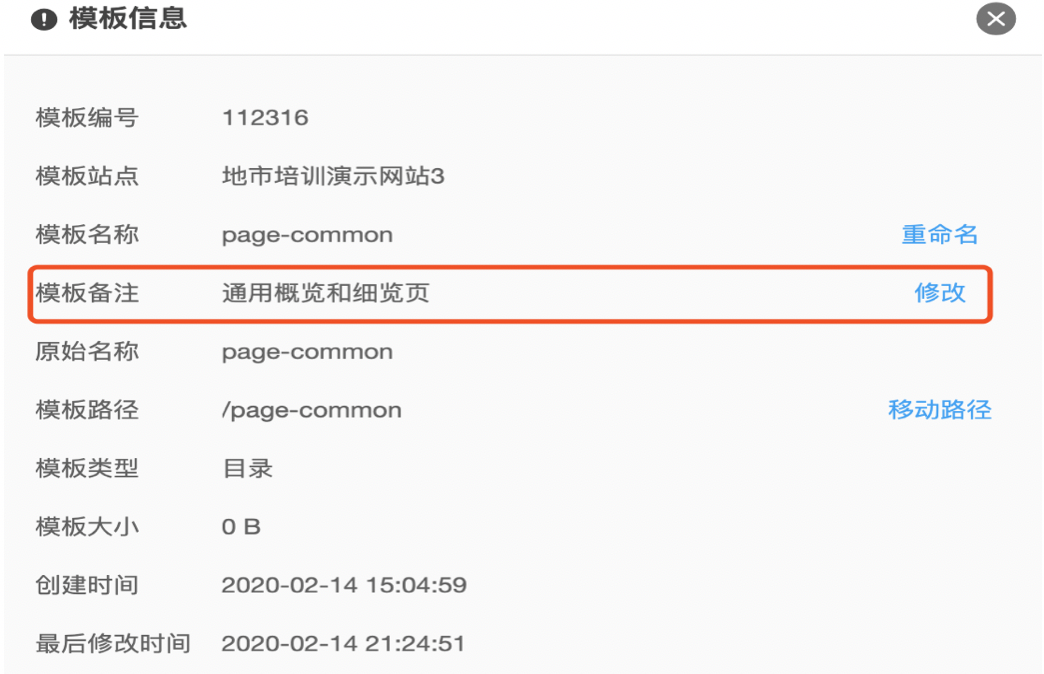 模板信息
模板编号 112316
模板站点 地市培训演示网站3
模板名称 page-common 重命名
模板备注 通用概览和细览页 修改
原始名称 page-common
模板路径 /page-common 移动路径
模板类型 目录
模板大小 0 B
创建时间 2020-02-14 15:04:59
最后修改时间 2020-02-14 21:24:51